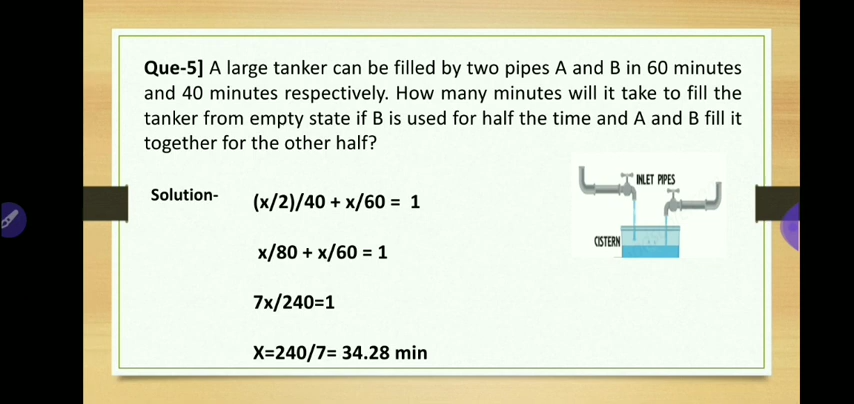 Que-5] A large tanker can be filled by two pipes A and B in 60 minutes
and 40 minutes respectively. How many minutes will it take to fill the
tanker from empty state if B is used for half the time and A and B fill it
together for the other half?
Solution-
(x/2)/40 + x/60 = 1
x/80 + x/60 = 1
7x/240=1
X=240/7= 34.28 min
INLET PIPES
CISTERN